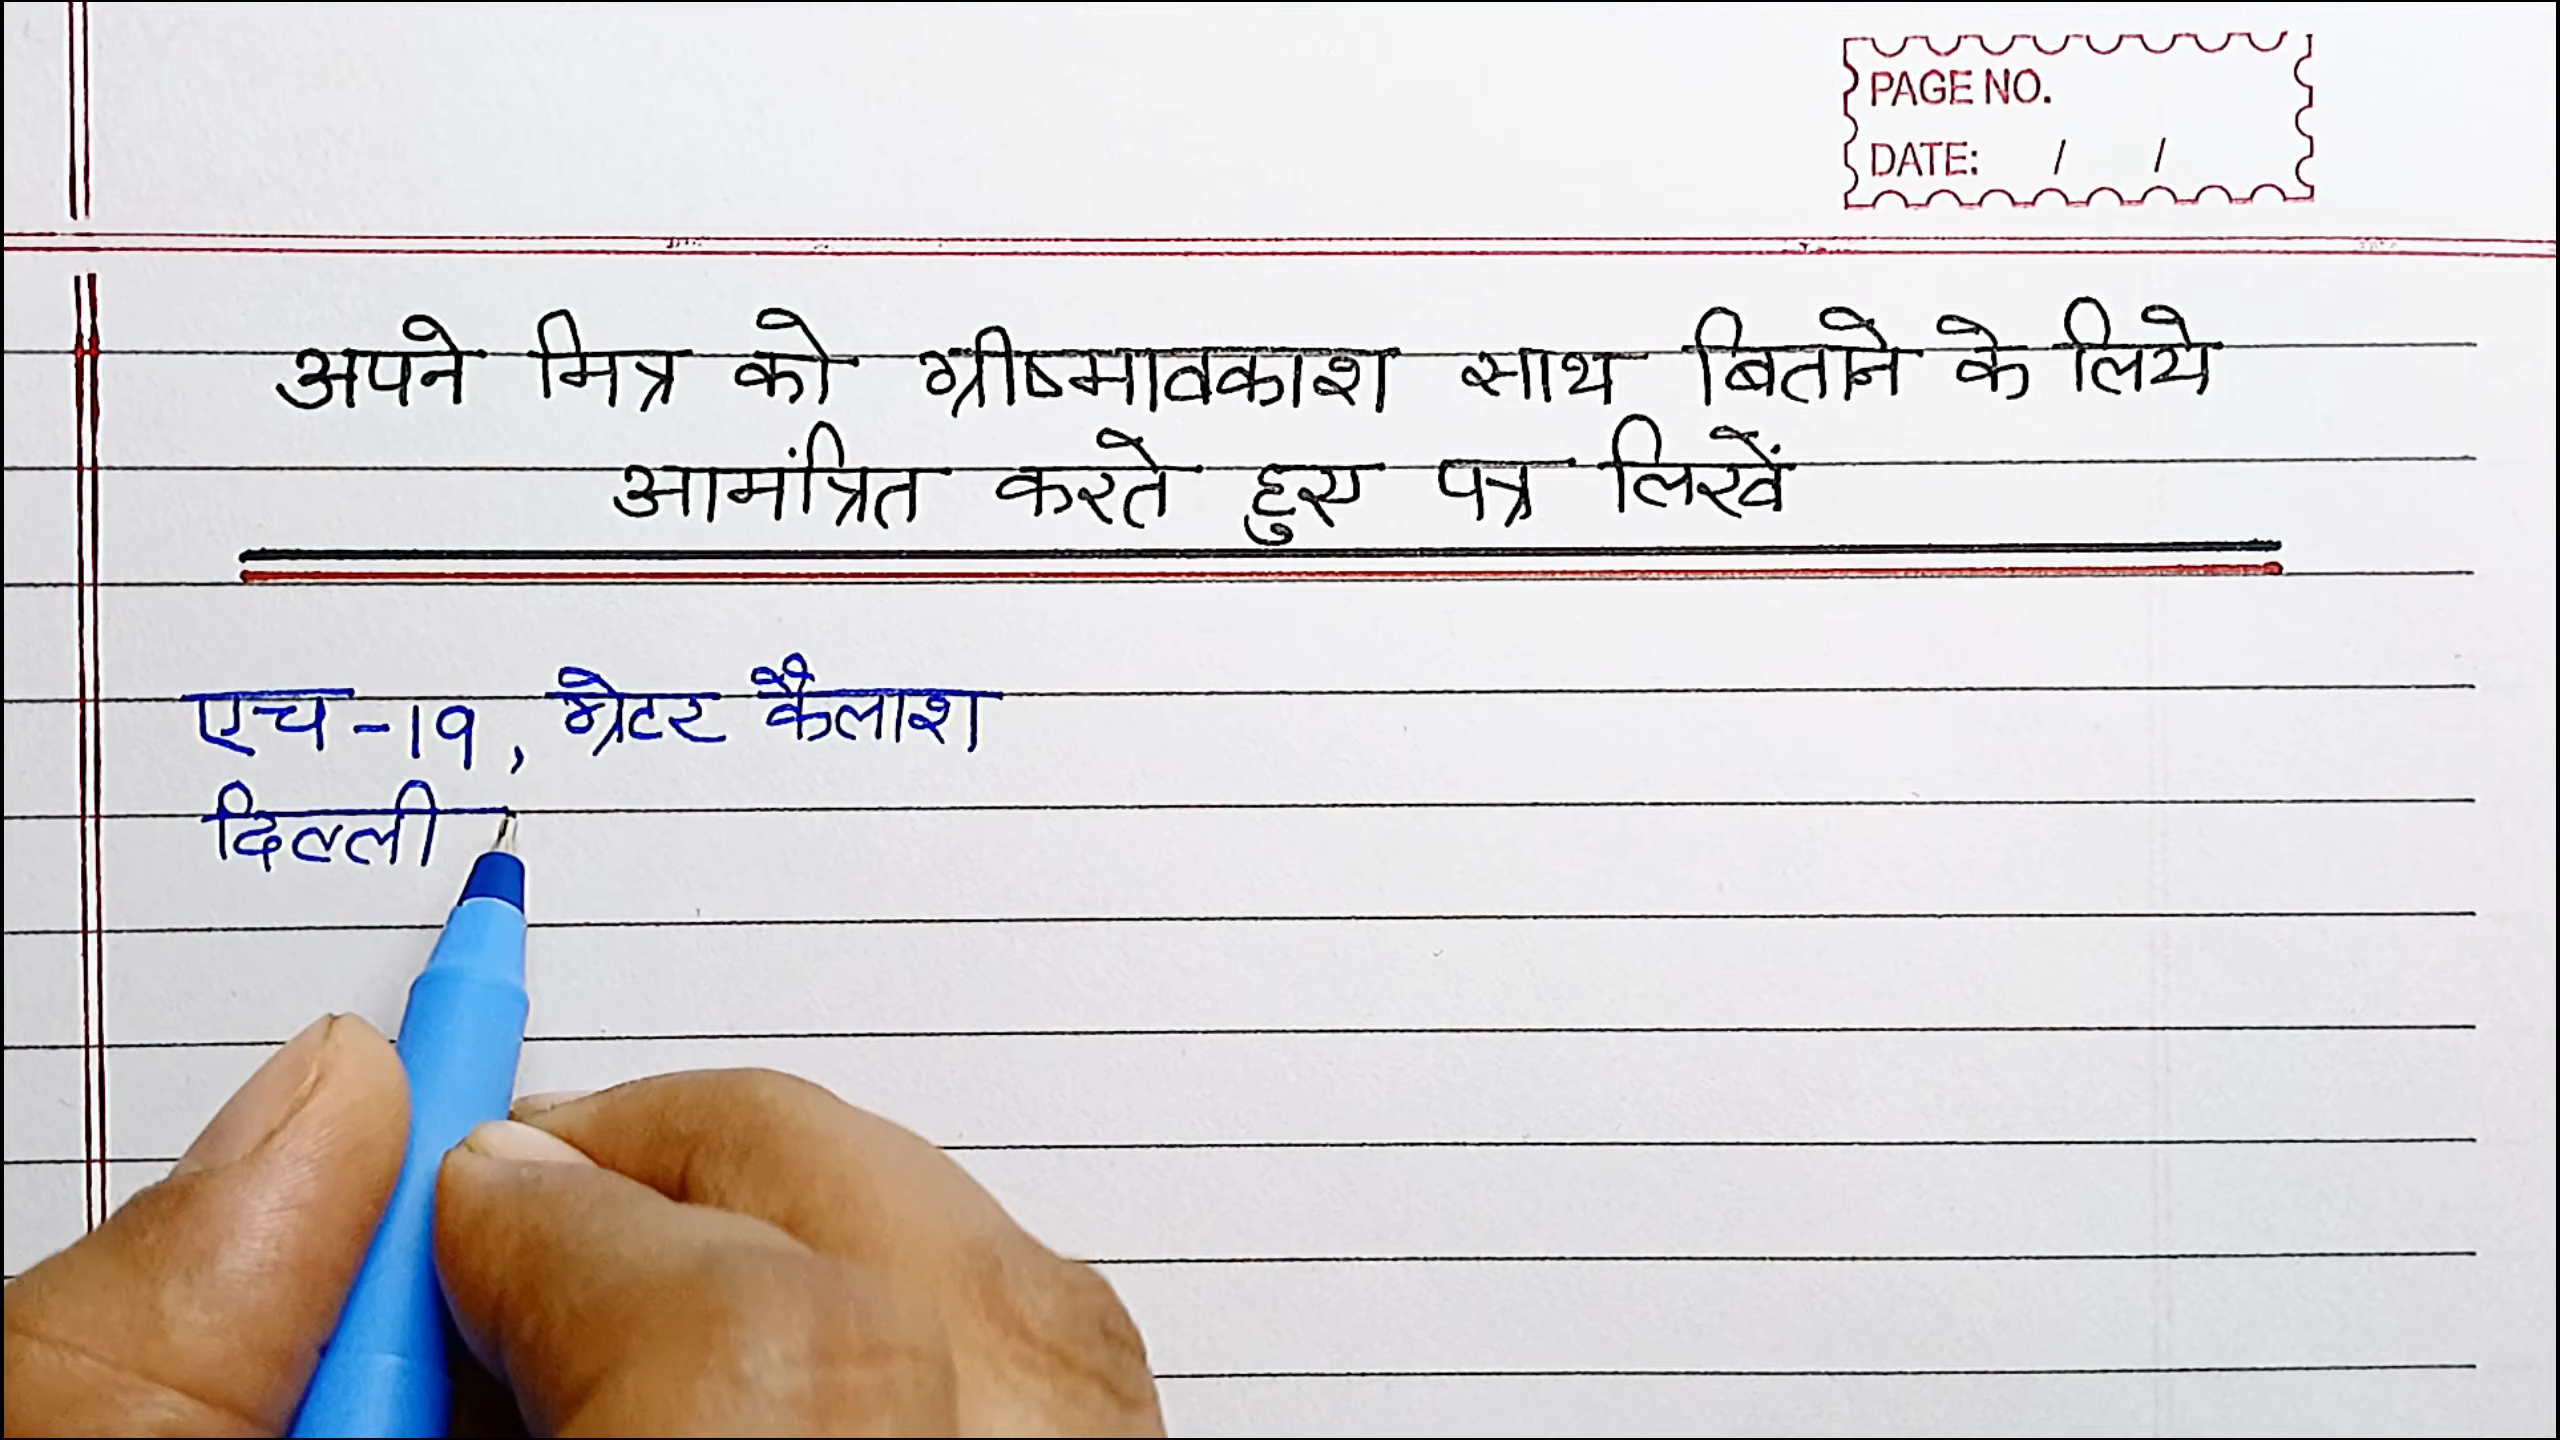 PAGE NO.
DATE: / /
अपने मित्र को ग्रीष्मावकाश साथ बिताने के लिये
आमंत्रित करते हुए पत्र लिखें
एच-19, ग्रेटर कैलाश
दिल्ली